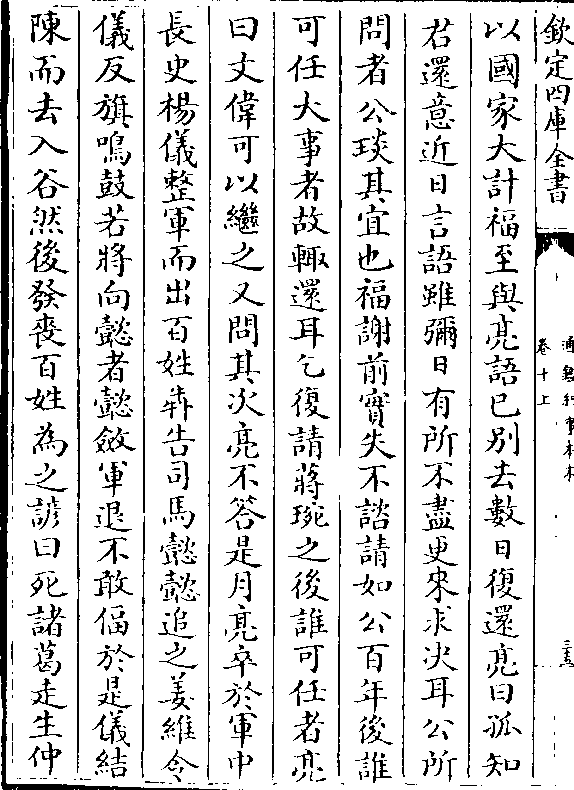 欽定四庫全書
通鑑紀事本末
卷十上
三五
以國家大計福至與亮語已别去數日復還亮曰孤知
君還意近日言語雖彌日有所不盡更來求决耳公所
問者公琰其宜也福謝前實失不諮請如公百年後誰
可任大事者故輙還耳乞復請蔣琬之後誰可任者亮
曰文偉可以繼之又問其次亮不答是月亮卒於軍中
長史楊儀整軍而出百姓奔告司馬懿懿追之姜維令
儀反旗鳴鼓若將向懿者懿斂軍退不敢偪於是儀結
陳而去入谷然後發喪百姓為之諺曰死諸葛走生仲